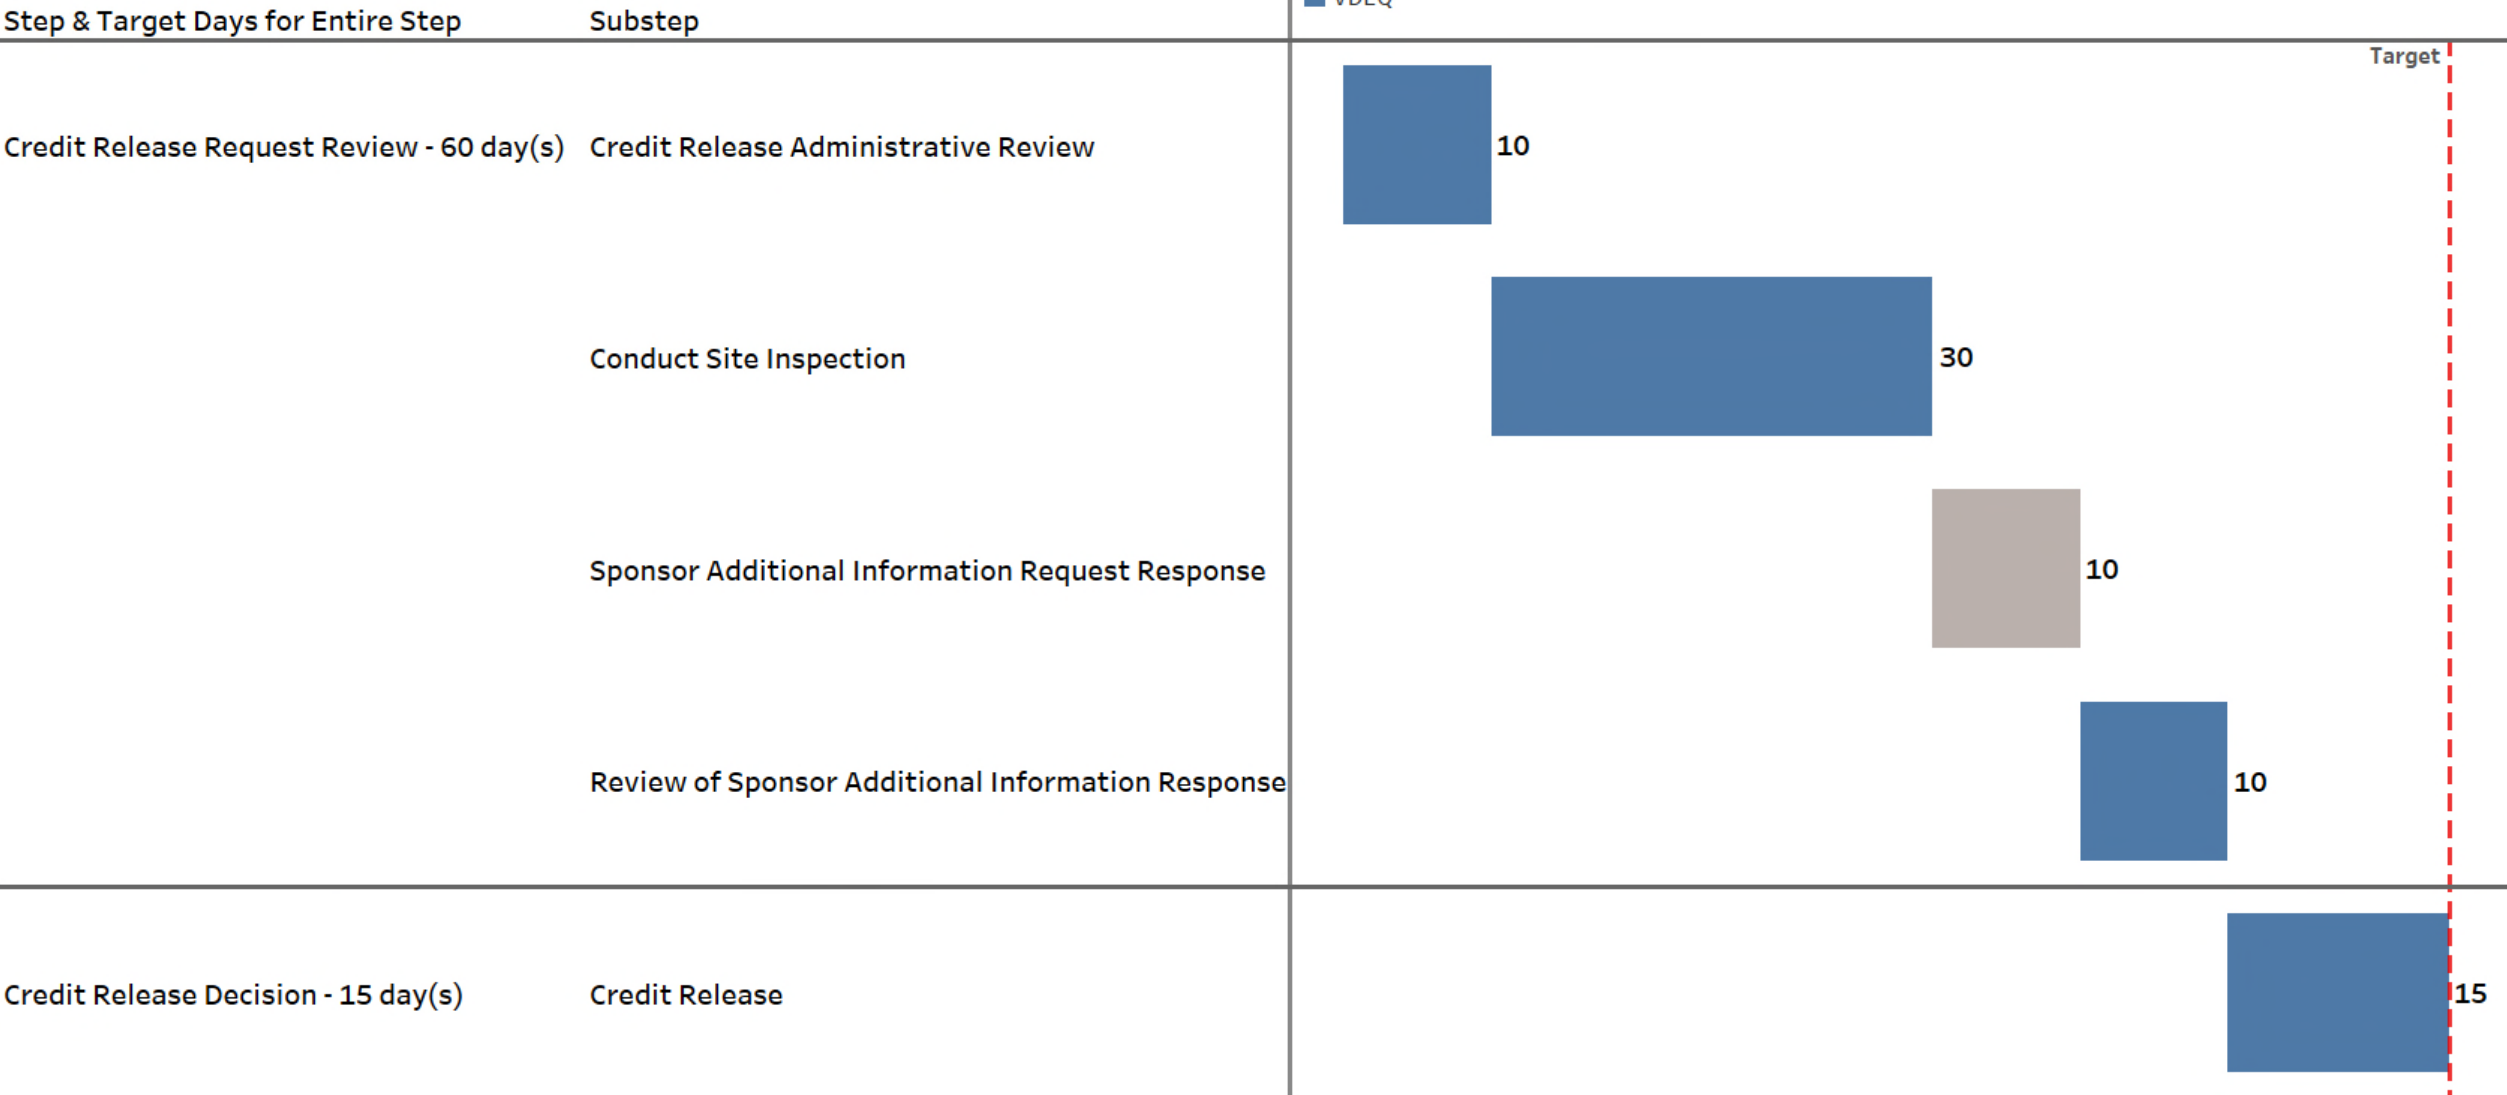 Step & Target Days for Entire Step Substep
Target
Credit Release Request Review - 60 day(s) Credit Release Administrative Review 10
Conduct Site Inspection 30
Sponsor Additional Information Request Response 10
Review of Sponsor Additional Information Response 10
Credit Release Decision - 15 day(s) Credit Release 15